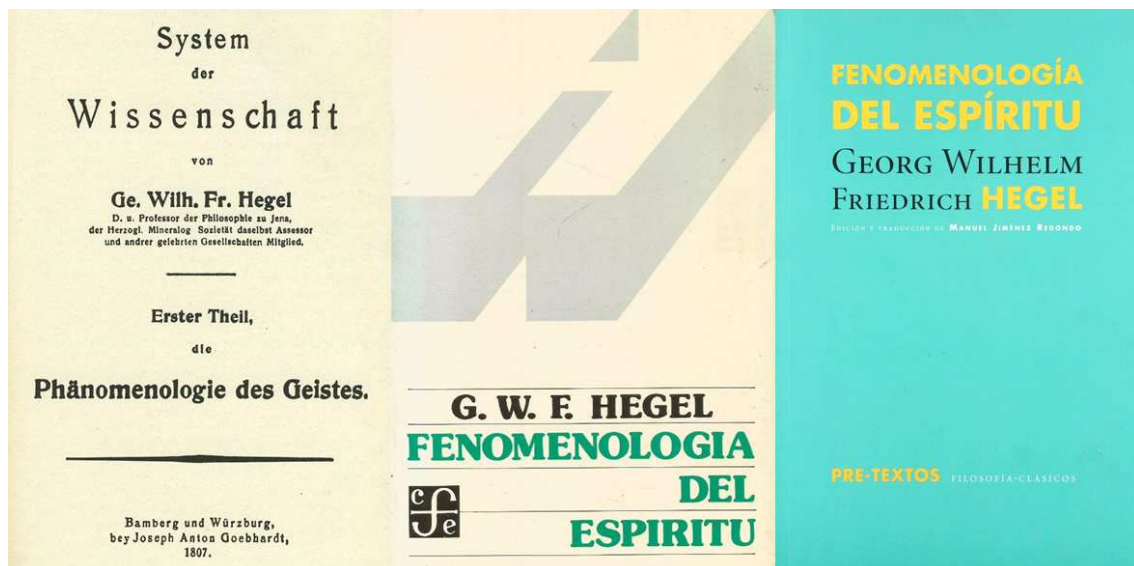 System
der
Wissenschaft
von
Ge. Wilh. Fr. Hegel
D. u. Professor der Philosophie zu Jena,
der Herzogl. Mineralog Sozietät daselbst Assessor
und andrer gelehrten Gesellschaften Mitglied.
Erster Theil,
die
Phänomenologie des Geistes.
Bamberg und Würzburg,
bey Joseph Anton Goebhardt,
1807.
G. W. F. HEGEL
FENOMENOLOGIA
DEL
ESPIRITU
cfe
FENOMENOLOGÍA
DEL ESPÍRITU
GEORG WILHELM
FRIEDRICH HEGEL
EDICIÓN Y TRADUCCIÓN DE MANUEL JIMÉNEZ REDONDO
PRE-TEXTOS FILOSOFÍA-CLÁSICOS